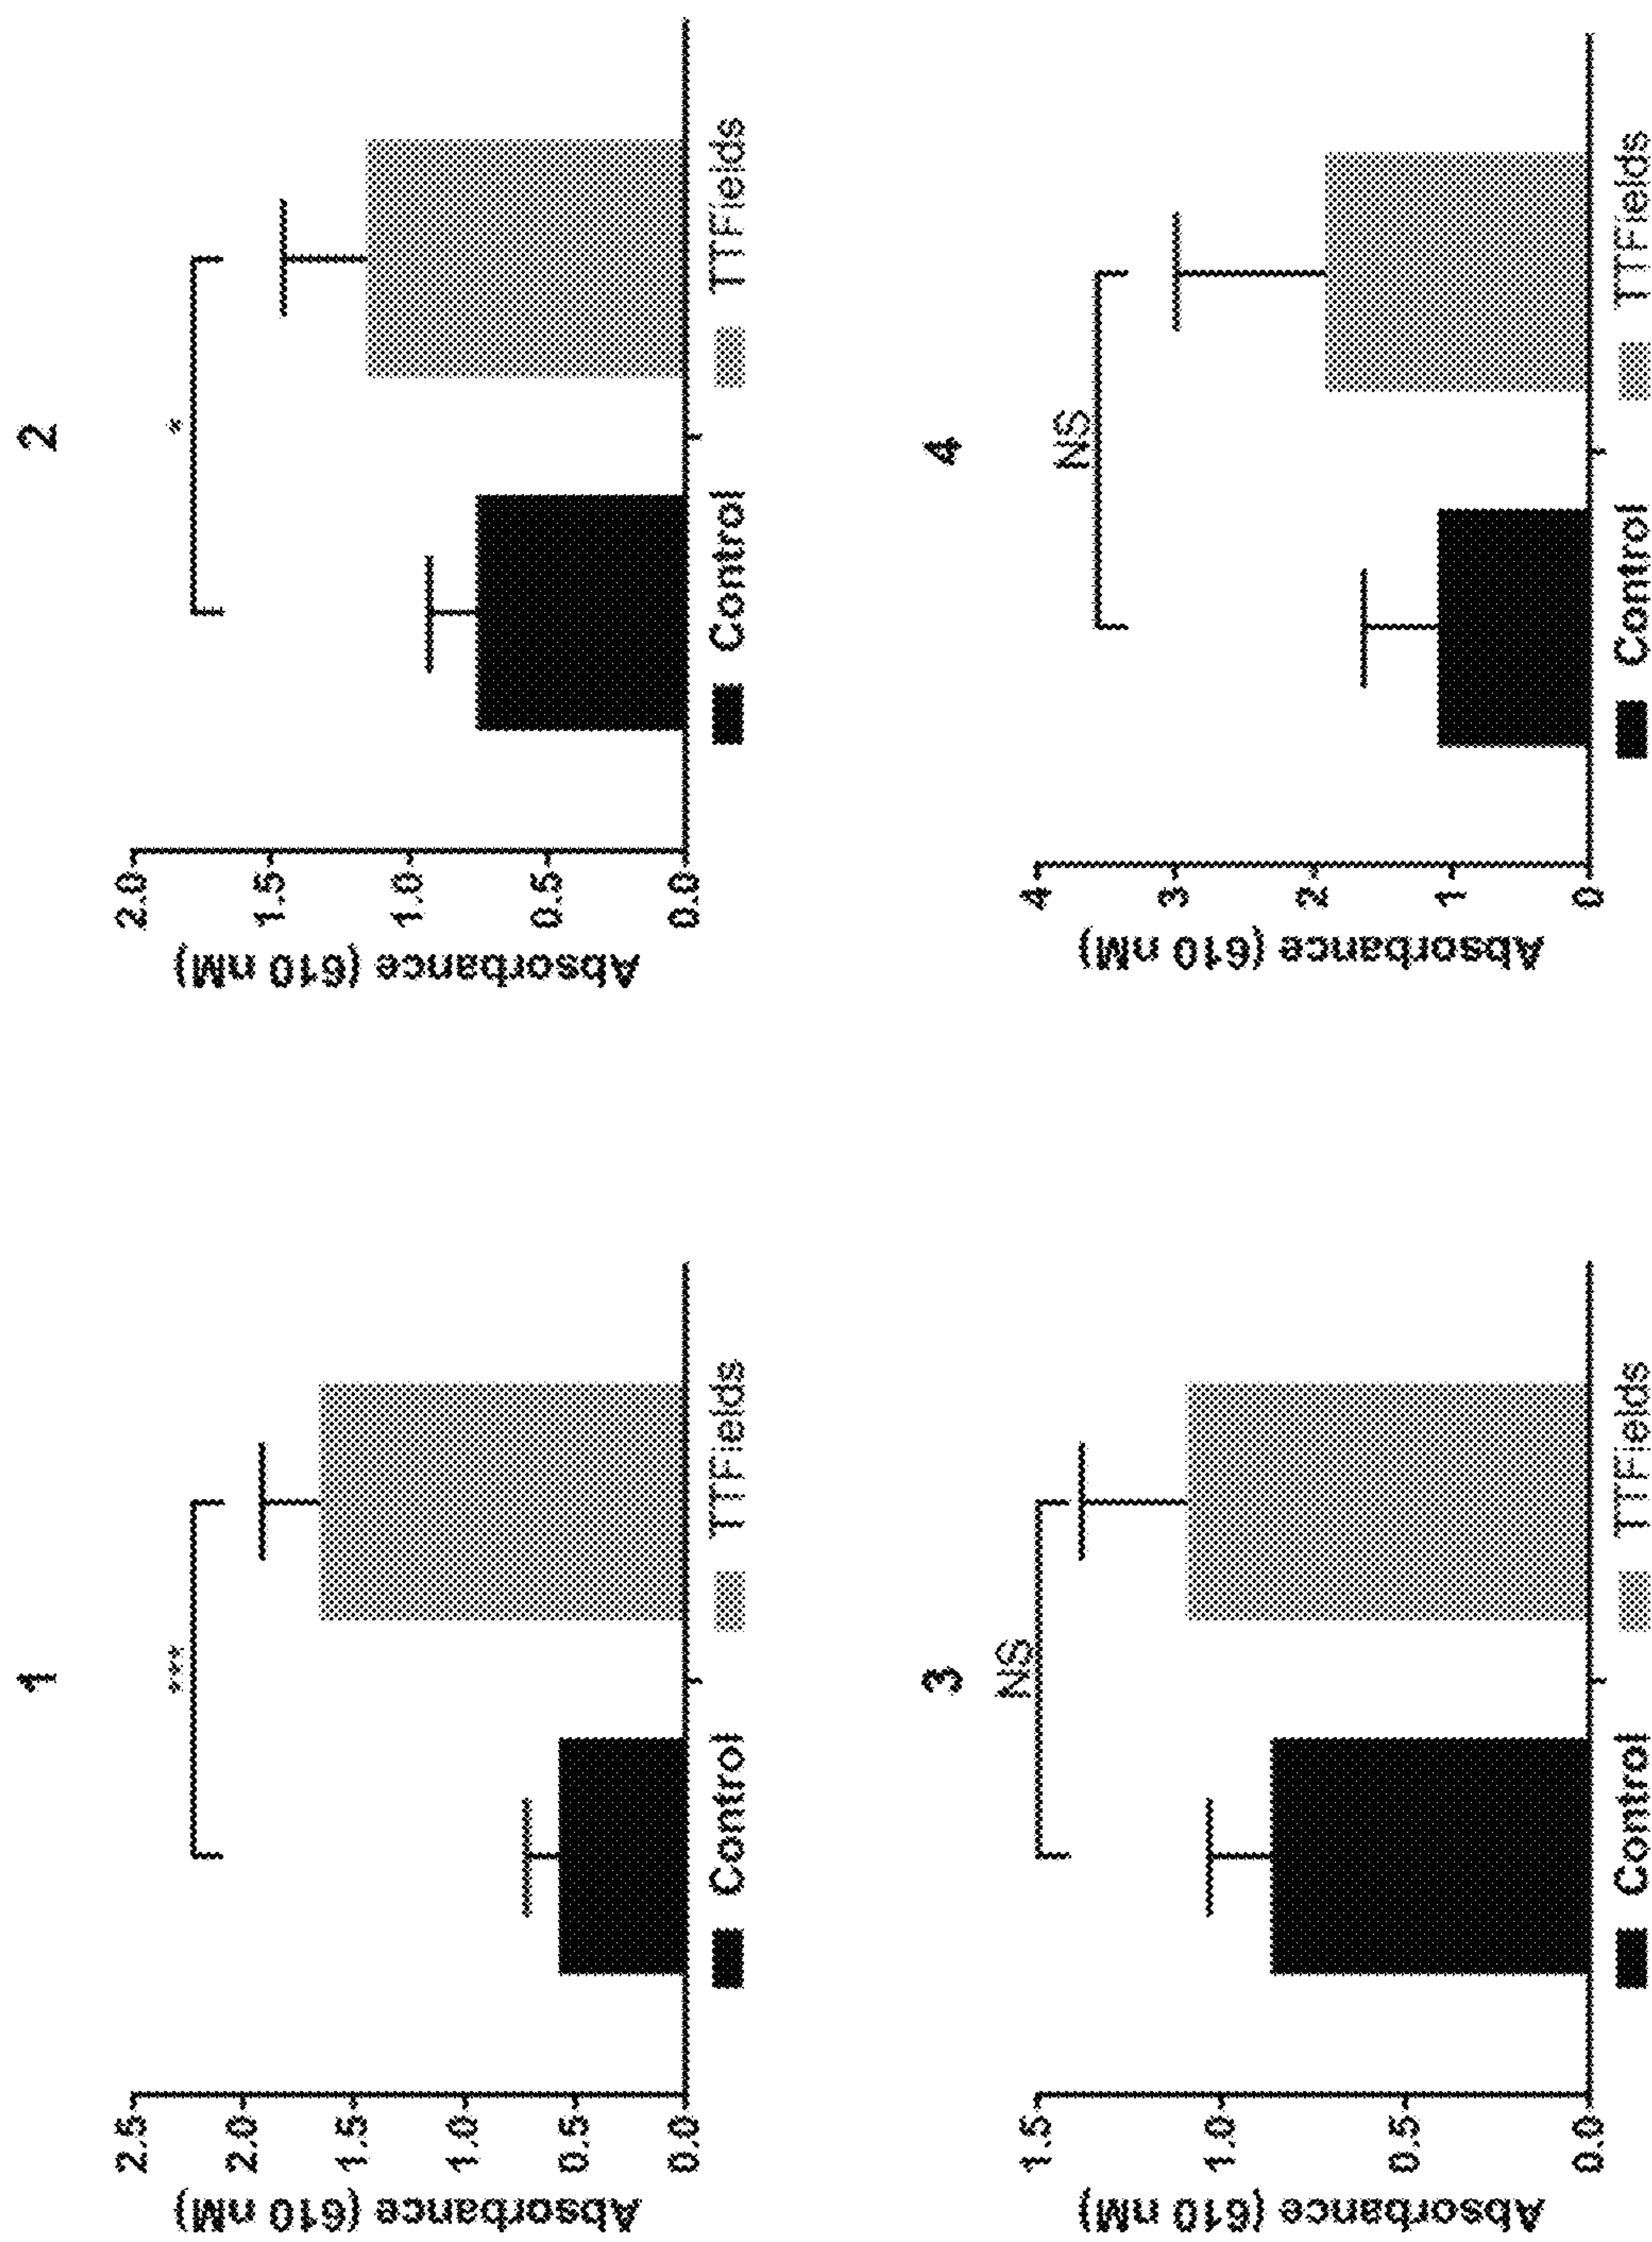 1
***
Absorbance (610 nM)
2.5
2.0
1.5
1.0
0.5
0.0
Control
TTFields
2
*
Absorbance (610 nM)
2.0
1.5
1.0
0.5
0.0
Control
TTFields
3
NS
Absorbance (610 nM)
1.5
1.0
0.5
0.0
Control
TTFields
4
NS
Absorbance (610 nM)
4
3
2
1
0
Control
TTFields